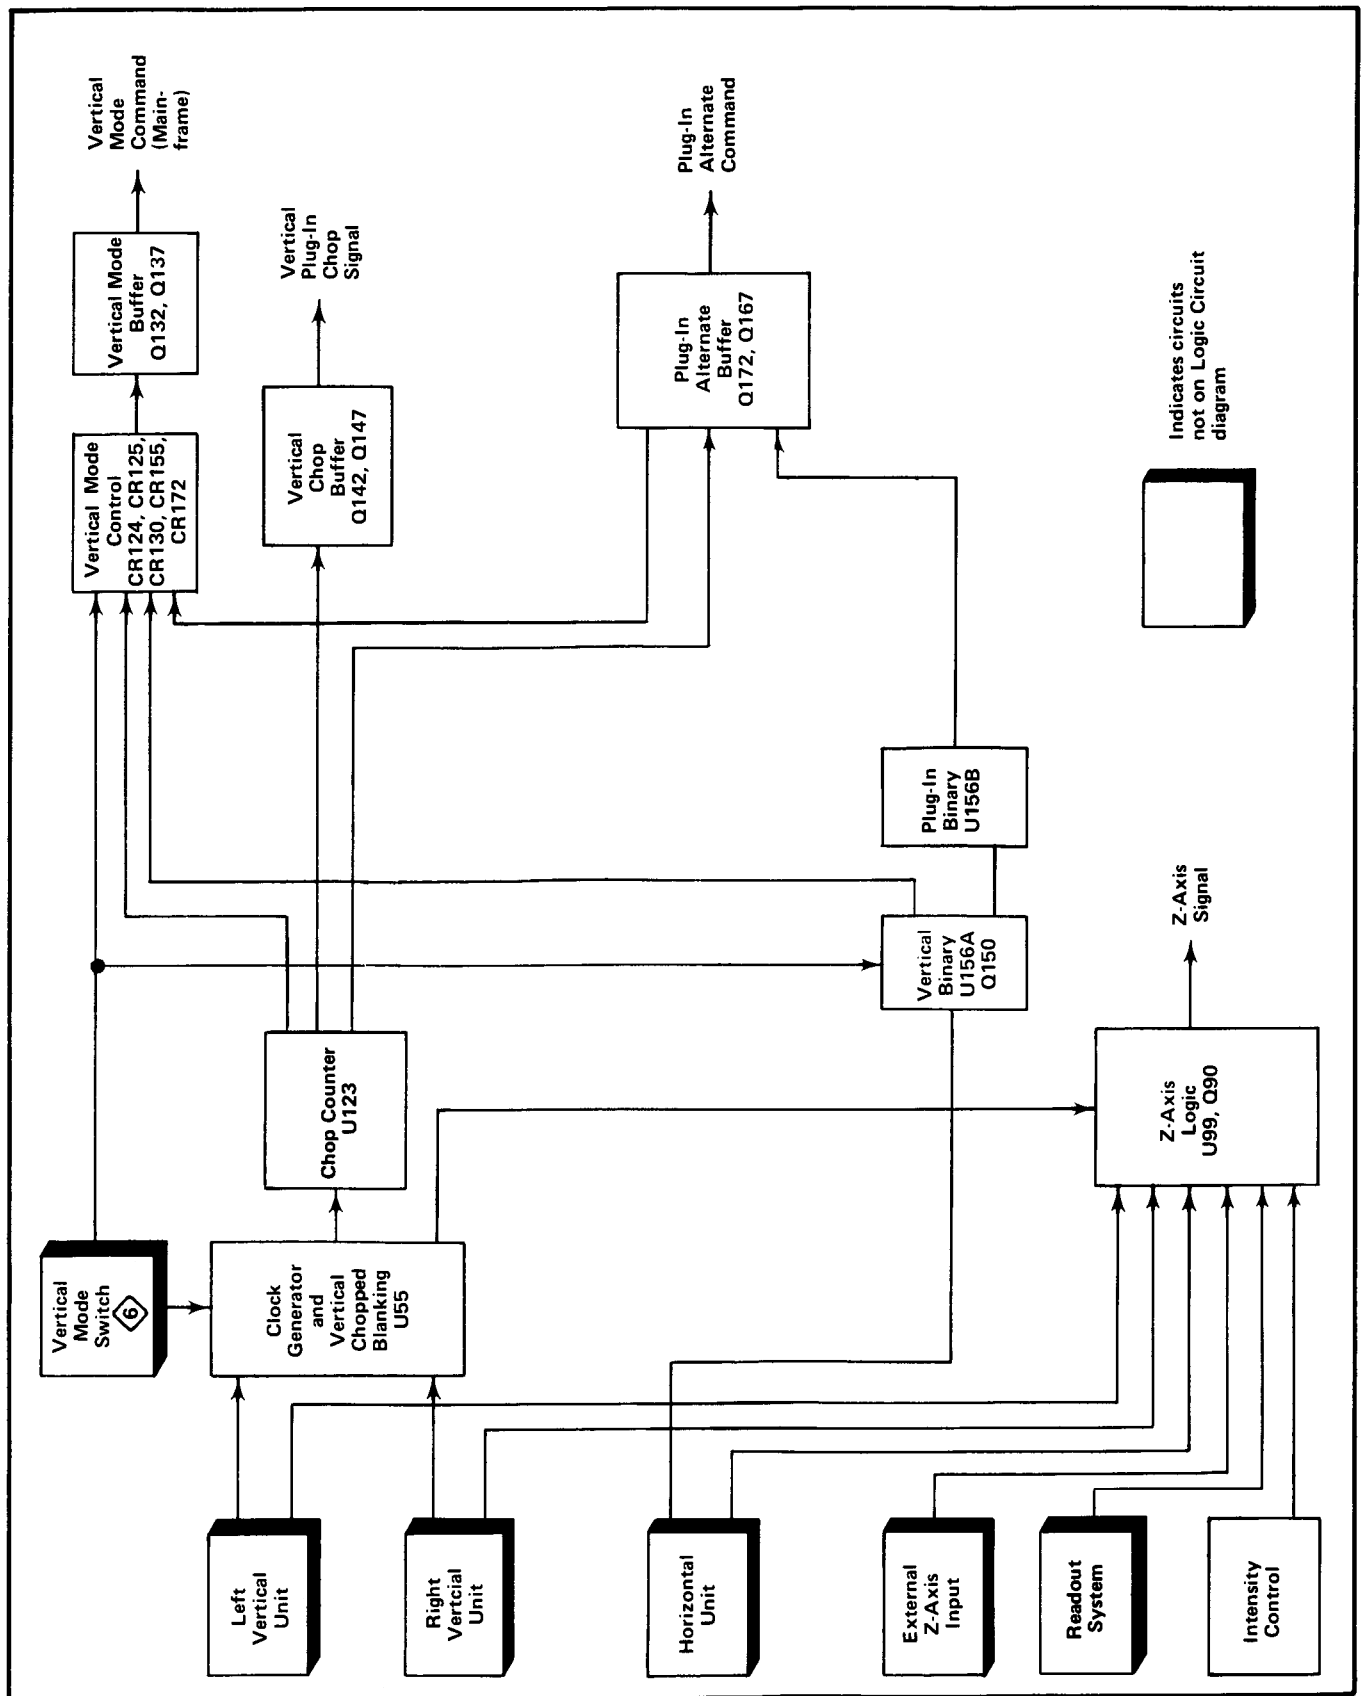 Vertical
Mode
Switch
6
Left
Vertical
Unit
Right
Vertcial
Unit
Horizontal
Unit
External
Z-Axis
Input
Readout
System
Intensity
Control
Clock
Generator
and
Vertical
Chopped
Blanking
U55
Chop Counter
U123
Vertical
Binary
U156A
Q150
Plug-In
Binary
U156B
Z-Axis
Logic
U99, Q90
Z-Axis
Signal
Vertical Mode
Control
CR124, CR125,
CR130, CR155,
CR172
Vertical Mode
Buffer
Q132, Q137
Vertical
Mode
Command
(Main-
frame)
Vertical
Chop
Buffer
Q142, Q147
Vertical
Plug-In
Chop
Signal
Plug-In
Alternate
Buffer
Q172, Q167
Plug-In
Alternate
Command
Indicates circuits
not on Logic Circuit
diagram